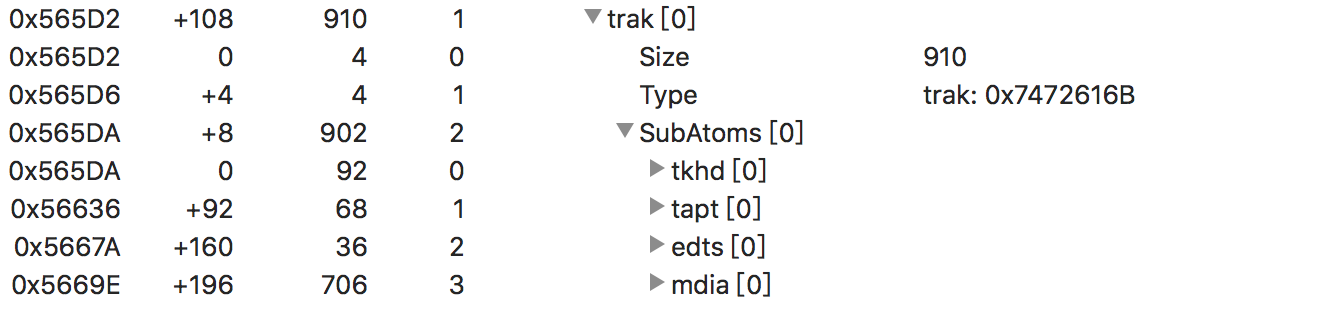 0x565D2 +108 910 1 trak [0]
0x565D2 0 4 0 Size 910
0x565D6 +4 4 1 Type trak: 0x7472616B
0x565DA +8 902 2 SubAtoms [0]
0x565DA 0 92 0 tkhd [0]
0x56636 +92 68 1 tapt [0]
0x5667A +160 36 2 edts [0]
0x5669E +196 706 3 mdia [0]